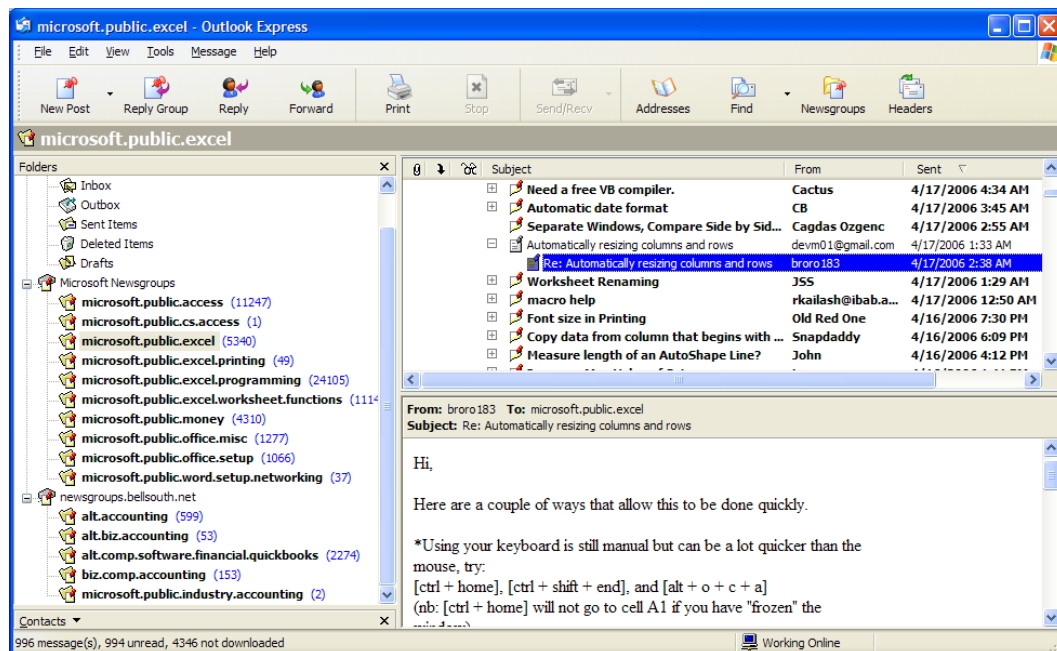 microsoft.public.excel - Outlook Express
File Edit View Tools Message Help
New Post Reply Group Reply Forward Print Stop Send/Recv Addresses Find Newsgroups Headers
microsoft.public.excel
Folders
Inbox
Outbox
Sent Items
Deleted Items
Drafts
Microsoft Newsgroups
microsoft.public.access (11247)
microsoft.public.cs.access (1)
microsoft.public.excel (5340)
microsoft.public.excel.printing (49)
microsoft.public.excel.programming (24105)
microsoft.public.excel.worksheet.functions (1114
microsoft.public.money (4310)
microsoft.public.office.misc (1277)
microsoft.public.office.setup (1066)
microsoft.public.word.setup.networking (37)
newsgroups.bellsouth.net
alt.accounting (599)
alt.biz.accounting (53)
alt.comp.software.financial.quickbooks (2274)
biz.comp.accounting (153)
microsoft.public.industry.accounting (2)
Contacts
Subject From Sent
Need a free VB compiler. Cactus 4/17/2006 4:34 AM
Automatic date format CB 4/17/2006 3:45 AM
Separate Windows, Compare Side by Sid... Cagdas Ozgenc 4/17/2006 2:55 AM
Automatically resizing columns and rows devm01@gmail.com 4/17/2006 1:33 AM
Re: Automatically resizing columns and rows broro183 4/17/2006 2:38 AM
Worksheet Renaming JSS 4/17/2006 1:29 AM
macro help rkailash@ibab.a... 4/17/2006 12:50 AM
Font size in Printing Old Red One 4/16/2006 7:30 PM
Copy data from column that begins with ... Snapdaddy 4/16/2006 6:09 PM
Measure length of an AutoShape Line? John 4/16/2006 4:12 PM
From: broro183 To: microsoft.public.excel
Subject: Re: Automatically resizing columns and rows
Hi,
Here are a couple of ways that allow this to be done quickly.
*Using your keyboard is still manual but can be a lot quicker than the
mouse, try:
[ctrl + home], [ctrl + shift + end], and [alt + o + c + a]
(nb: [ctrl + home] will not go to cell A1 if you have "frozen" the
996 message(s), 994 unread, 4346 not downloaded
Working Online